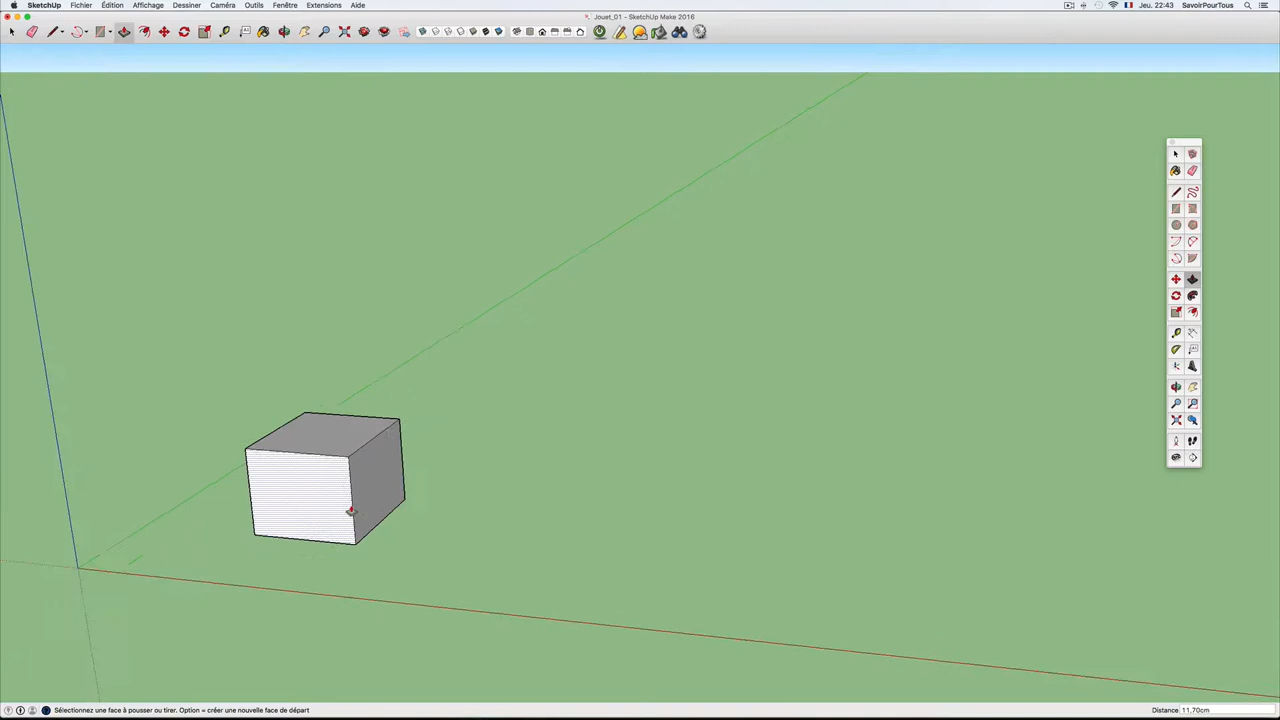 SketchUp Fichier Édition Affichage Dessiner Caméra Outils Fenêtre Extensions Aide Jeu. 22:43 SavoirPourTous
Jouet_01 - SketchUp Make 2016
Sélectionnez une face à pousser ou tirer. Option = créer une nouvelle face de départ Distance 11,70cm